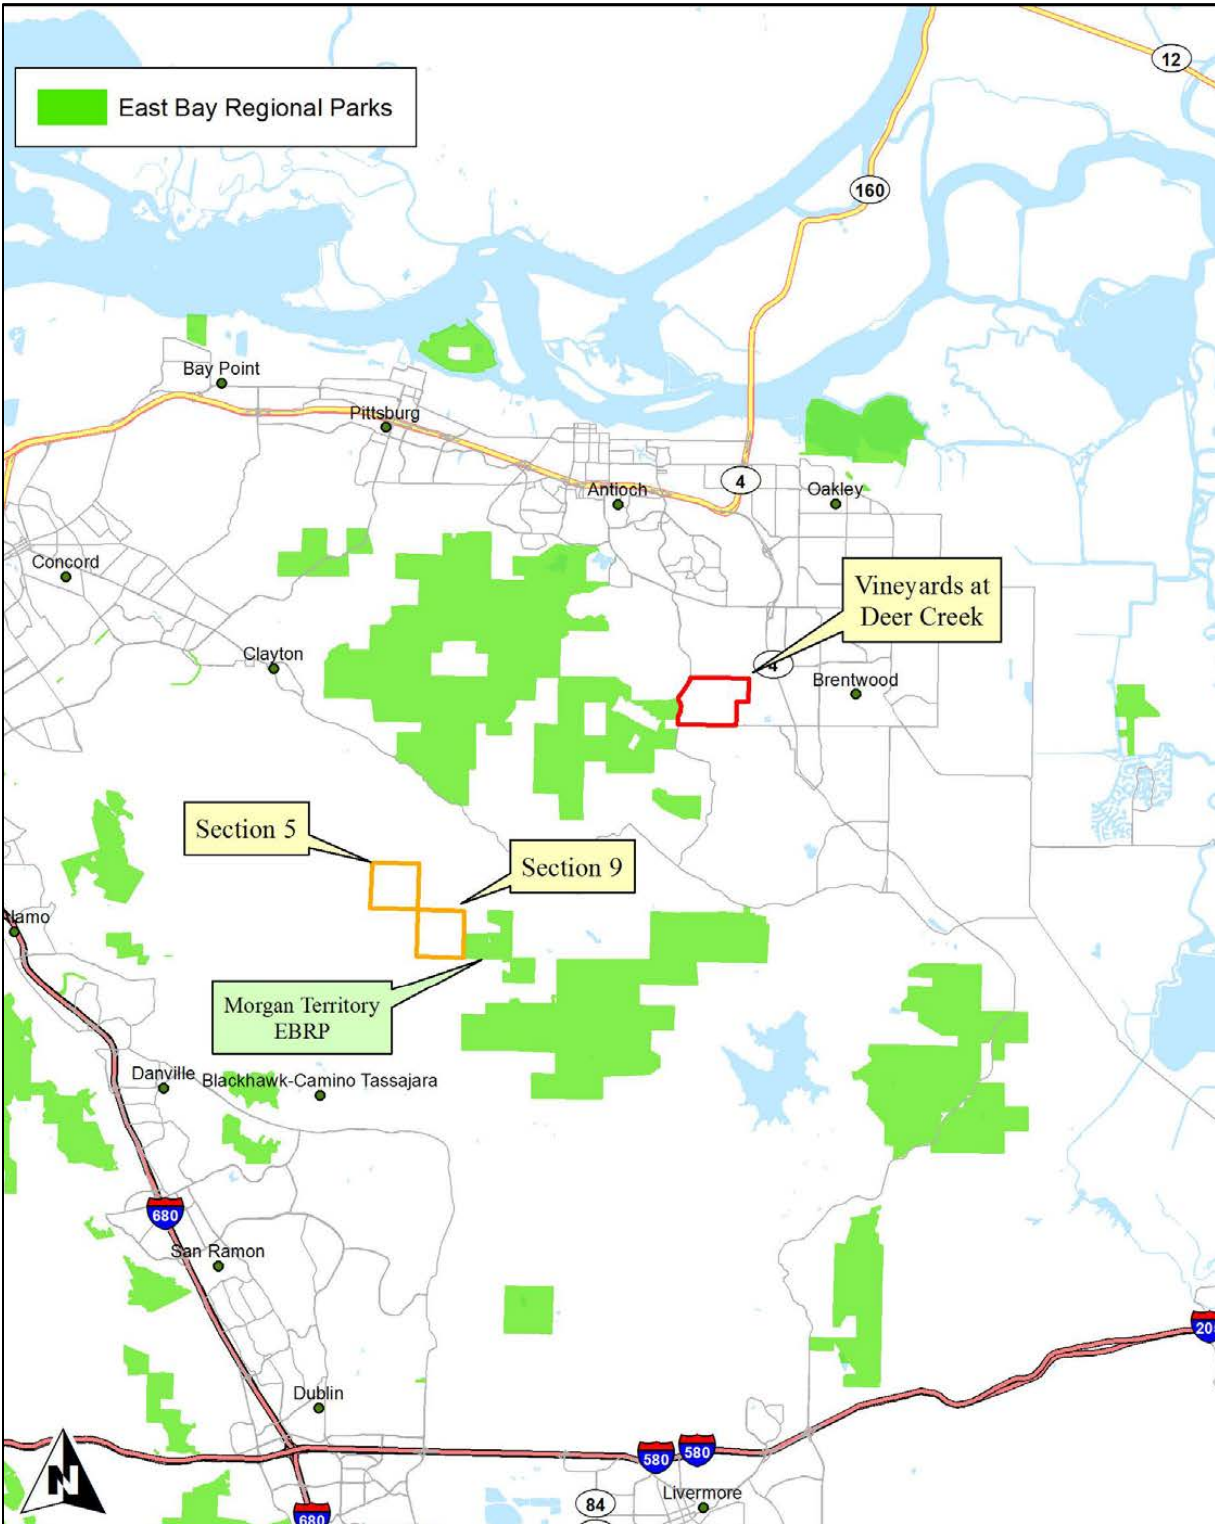 East Bay Regional Parks
12
160
Bay Point
Pittsburg
4
Antioch
Oakley
Concord
Vineyards at
Deer Creek
Clayton
4
Brentwood
Section 5
Section 9
lamo
Morgan Territory
EBRP
Danville
Blackhawk-Camino Tassajara
680
San Ramon
20
Dublin
580
580
N
84
Livermore
680